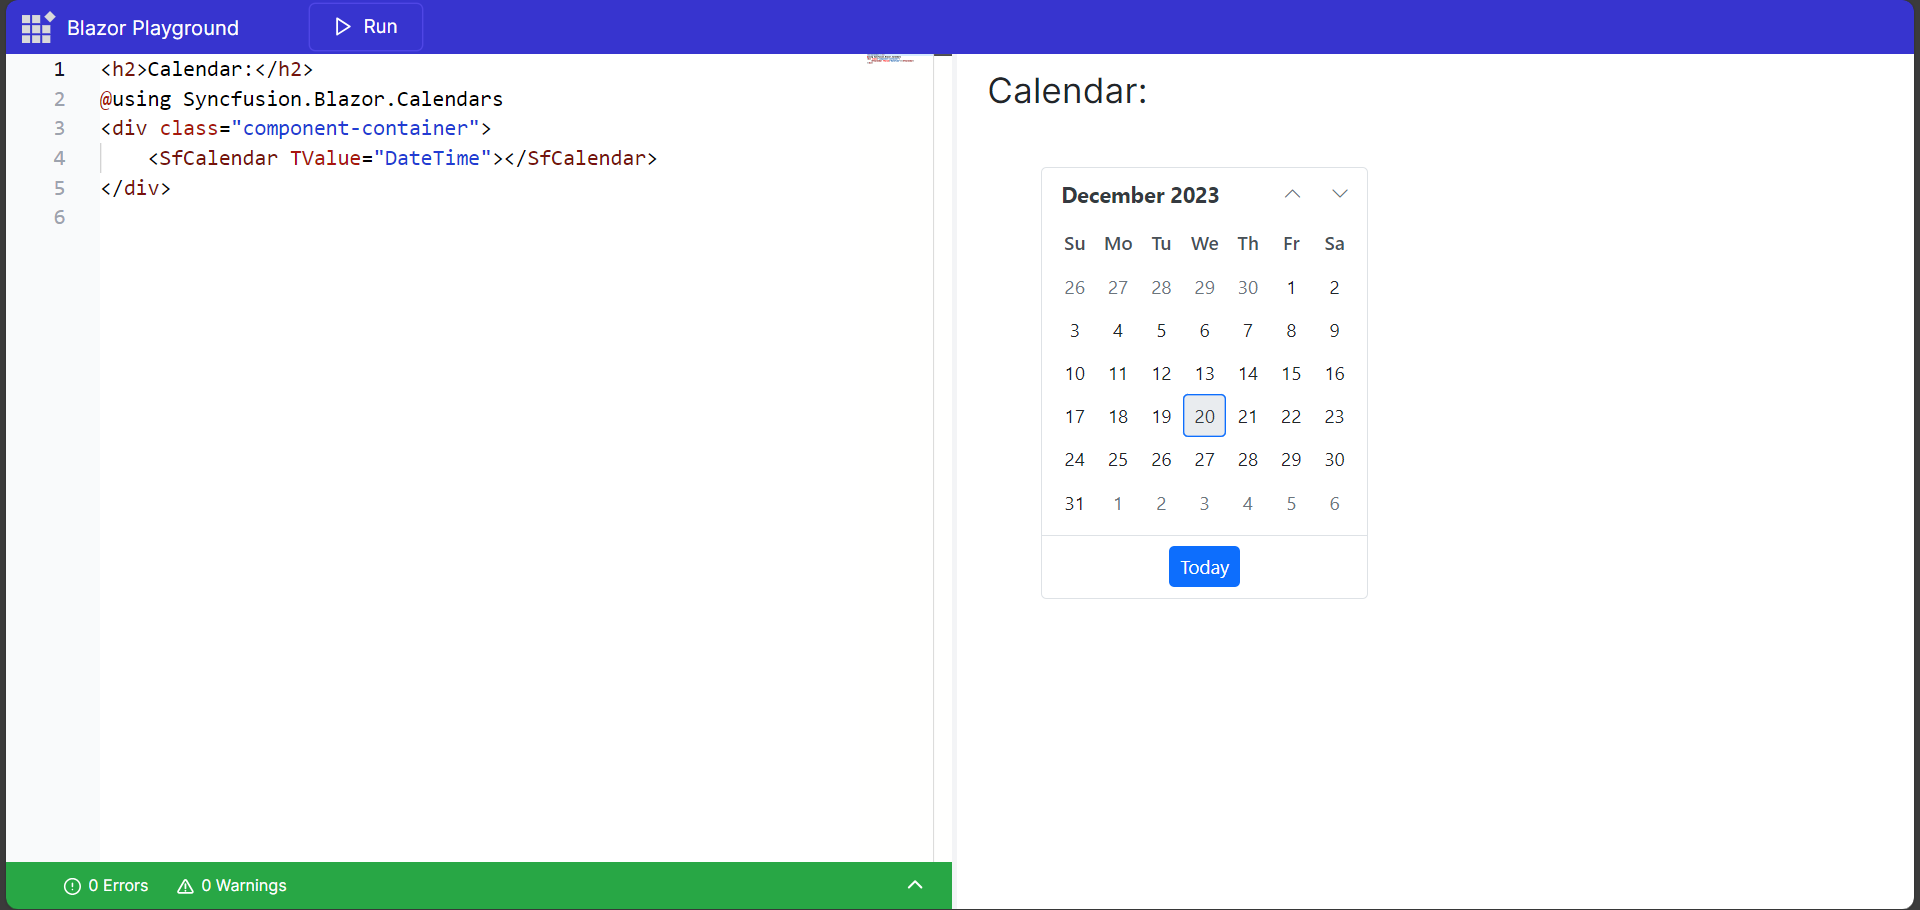 Blazor Playground
Run
1 <h2>Calendar:</h2>
2 @using Syncfusion.Blazor.Calendars
3 <div class="component-container">
4     <SfCalendar TValue="DateTime"></SfCalendar>
5 </div>
6
0 Errors 0 Warnings
Calendar:
December 2023
Su Mo Tu We Th Fr Sa
26 27 28 29 30 1 2
3 4 5 6 7 8 9
10 11 12 13 14 15 16
17 18 19 20 21 22 23
24 25 26 27 28 29 30
31 1 2 3 4 5 6
Today